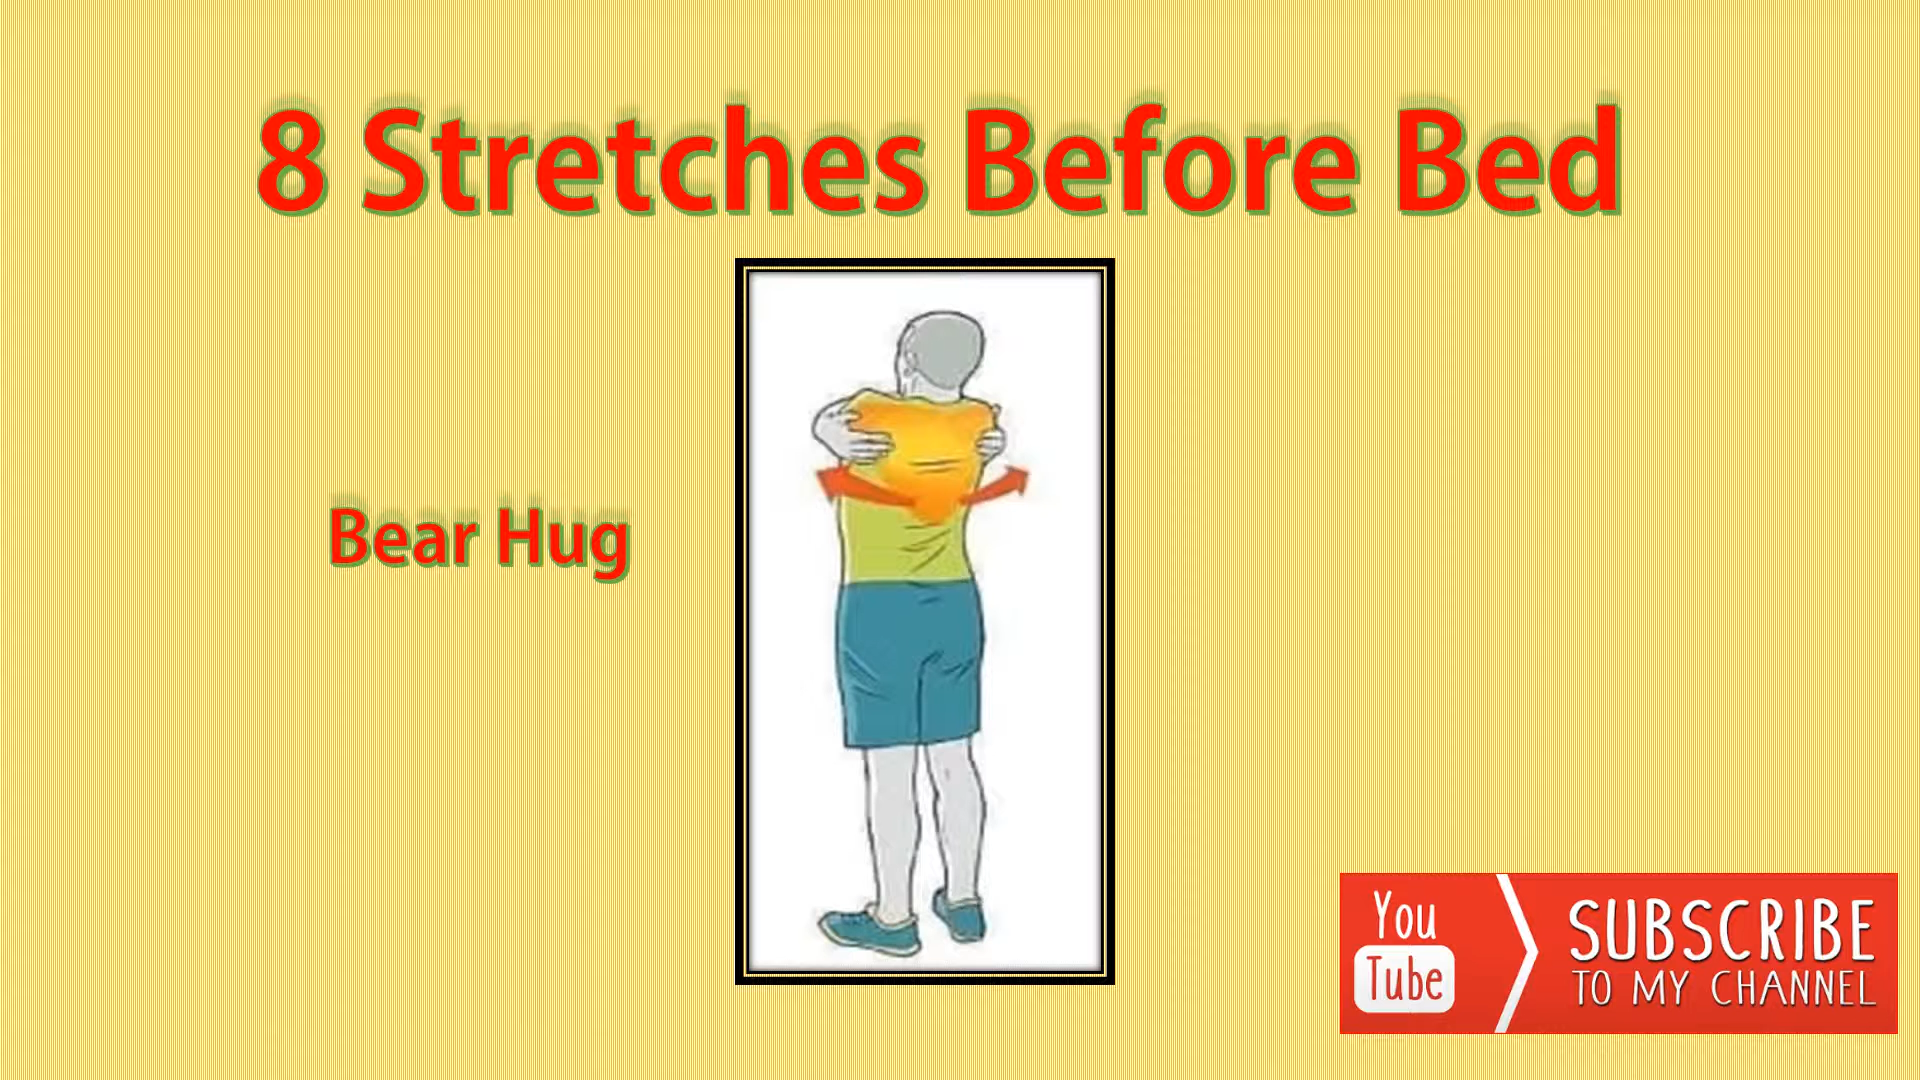 8 Stretches Before Bed
Bear Hug
You
Tube
SUBSCRIBE
TO MY CHANNEL